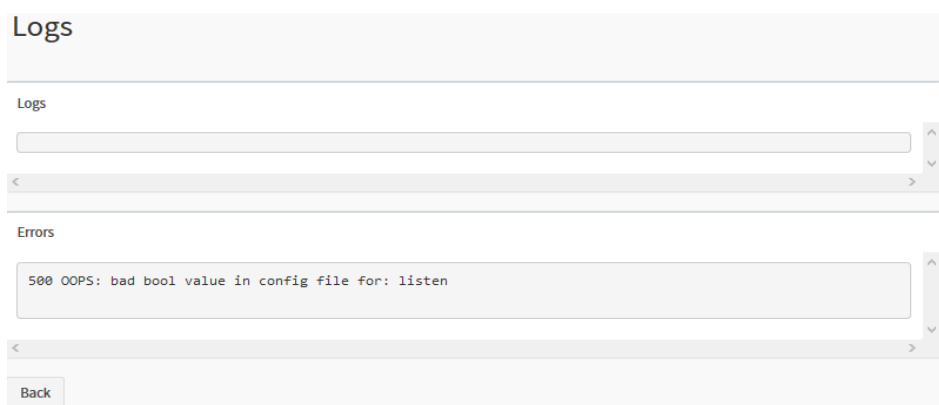 Logs
Logs
Errors
500 OOPS: bad bool value in config file for: listen
Back